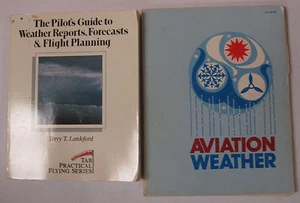 The Pilot's Guide to
Weather Reports, Forecasts
& Flight Planning
Terry T. Lankford
TAB
PRACTICAL
FLYING SERIES
AVIATION
WEATHER